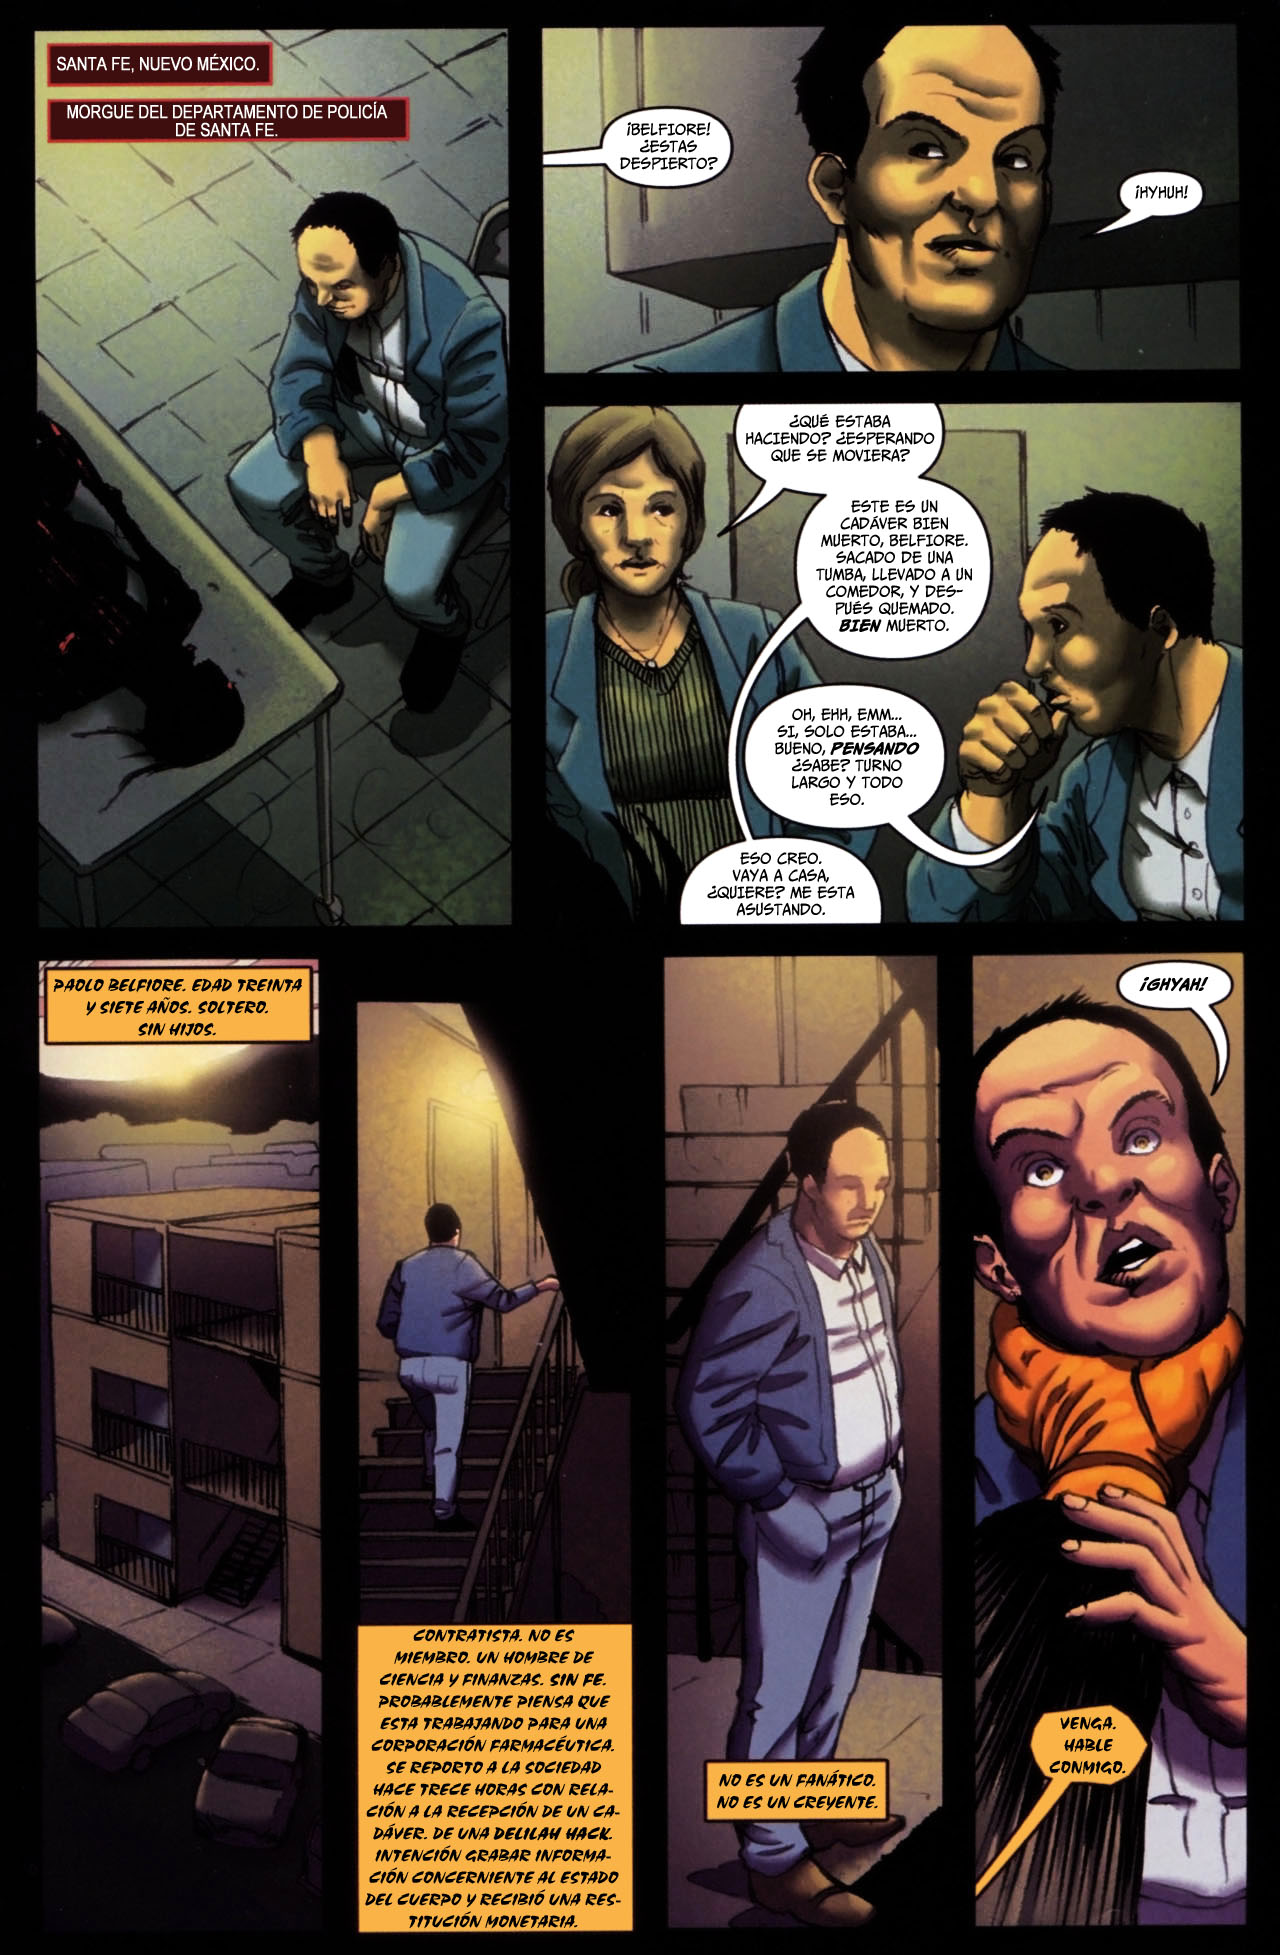 SANTA FE, NUEVO MÉXICO.
MORGUE DEL DEPARTAMENTO DE POLICÍA
DE SANTA FE.
¡BELFIORE!
¿ESTAS
DESPIERTO?
¡HYHUH!
¿QUÉ ESTABA
HACIENDO? ¿ESPERANDO
QUE SE MOVIERA?
ESTE ES UN
CADÁVER BIEN
MUERTO, BELFIORE.
SACADO DE UNA
TUMBA, LLEVADO A UN
COMEDOR, Y DES-
PUÉS QUEMADO.
BIEN MUERTO.
OH, EHH, EMM...
SI, SOLO ESTABA...
BUENO, PENSANDO
¿SABE? TURNO
LARGO Y TODO
ESO.
ESO CREO.
VAYA A CASA,
¿QUIERE? ME ESTA
ASUSTANDO.
PAOLO BELFIORE. EDAD TREINTA
Y SIETE AÑOS. SOLTERO.
SIN HIJOS.
CONTRATISTA. NO ES
MIEMBRO. UN HOMBRE DE
CIENCIA Y FINANZAS. SIN FE.
PROBABLEMENTE PIENSA QUE
ESTA TRABAJANDO PARA UNA
CORPORACIÓN FARMACÉUTICA.
SE REPORTO A LA SOCIEDAD
HACE TRECE HORAS CON RELA-
CIÓN A LA RECEPCIÓN DE UN CA-
DÁVER. DE UNA DELILAH HACK.
INTENCIÓN GRABAR INFORMA-
CIÓN CONCERNIENTE AL ESTADO
DEL CUERPO Y RECIBIÓ UNA RES-
TITUCIÓN MONETARIA.
NO ES UN FANÁTICO.
NO ES UN CREYENTE.
¡GHYAH!
VENGA.
HABLE
CONMIGO.